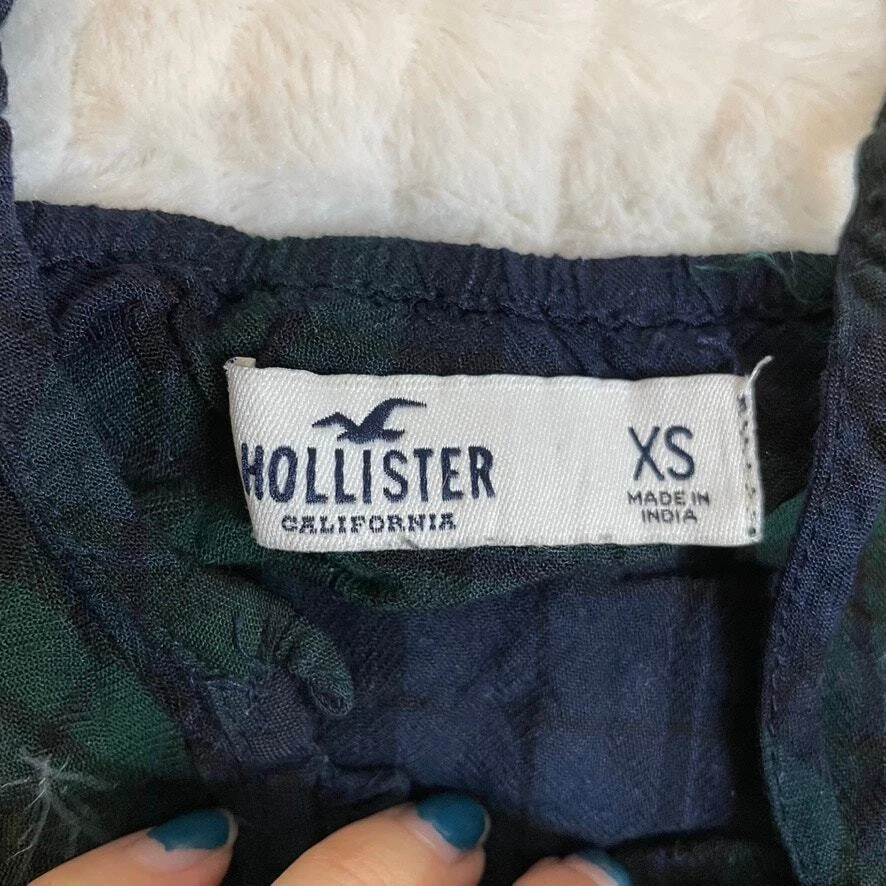 HOLLISTER
CALIFORNIA
XS
MADE IN
INDIA